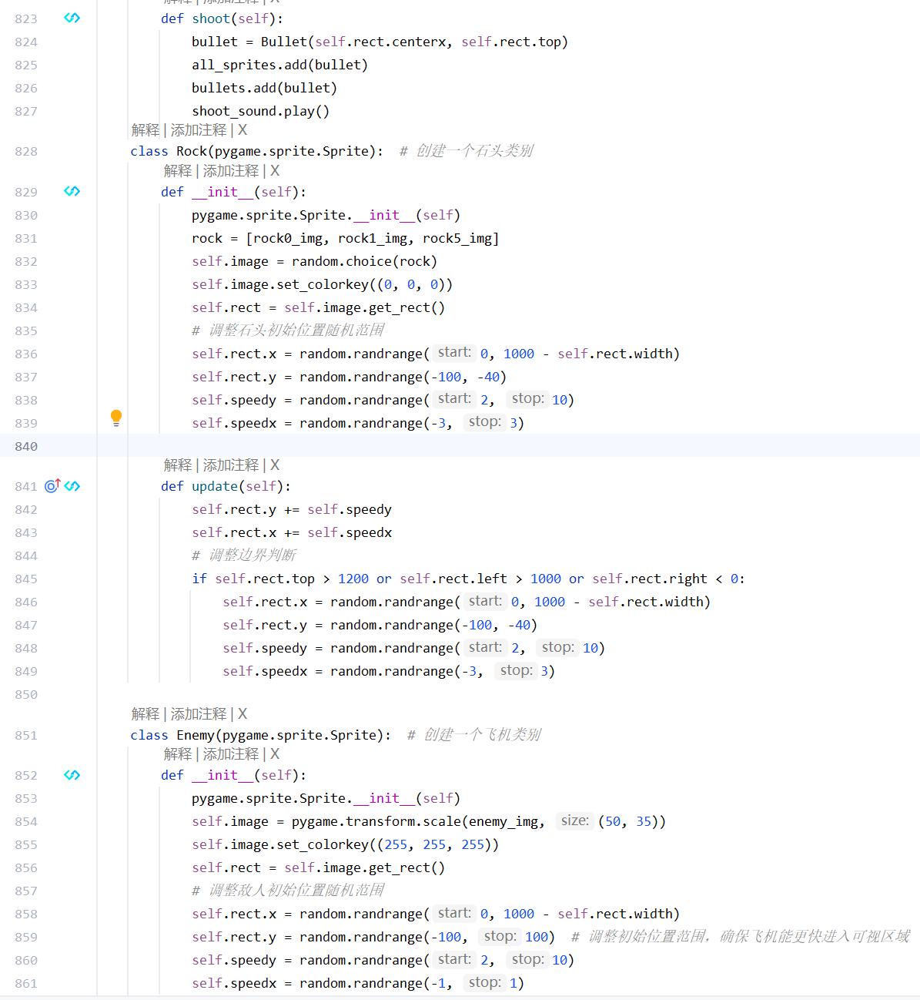 解释 | 添加注释 | X
823 def shoot(self):
824 bullet = Bullet(self.rect.centerx, self.rect.top)
825 all_sprites.add(bullet)
826 bullets.add(bullet)
827 shoot_sound.play()
解释 | 添加注释 | X
828 class Rock(pygame.sprite.Sprite): # 创建一个石头类别
解释 | 添加注释 | X
829 def __init__(self):
830 pygame.sprite.Sprite.__init__(self)
831 rock = [rock0_img, rock1_img, rock5_img]
832 self.image = random.choice(rock)
833 self.image.set_colorkey((0, 0, 0))
834 self.rect = self.image.get_rect()
835 # 调整石头初始位置随机范围
836 self.rect.x = random.randrange( start: 0, 1000 - self.rect.width)
837 self.rect.y = random.randrange(-100, -40)
838 self.speedy = random.randrange( start: 2, stop: 10)
839 self.speedx = random.randrange(-3, stop: 3)
840
解释 | 添加注释 | X
841 def update(self):
842 self.rect.y += self.speedy
843 self.rect.x += self.speedx
844 # 调整边界判断
845 if self.rect.top > 1200 or self.rect.left > 1000 or self.rect.right < 0:
846 self.rect.x = random.randrange( start: 0, 1000 - self.rect.width)
847 self.rect.y = random.randrange(-100, -40)
848 self.speedy = random.randrange( start: 2, stop: 10)
849 self.speedx = random.randrange(-3, stop: 3)
850
解释 | 添加注释 | X
851 class Enemy(pygame.sprite.Sprite): # 创建一个飞机类别
解释 | 添加注释 | X
852 def __init__(self):
853 pygame.sprite.Sprite.__init__(self)
854 self.image = pygame.transform.scale(enemy_img, size: (50, 35))
855 self.image.set_colorkey((255, 255, 255))
856 self.rect = self.image.get_rect()
857 # 调整敌人初始位置随机范围
858 self.rect.x = random.randrange( start: 0, 1000 - self.rect.width)
859 self.rect.y = random.randrange(-100, stop: 100) # 调整初始位置范围，确保飞机能更快进入可视区域
860 self.speedy = random.randrange( start: 2, stop: 10)
861 self.speedx = random.randrange(-1, stop: 1)